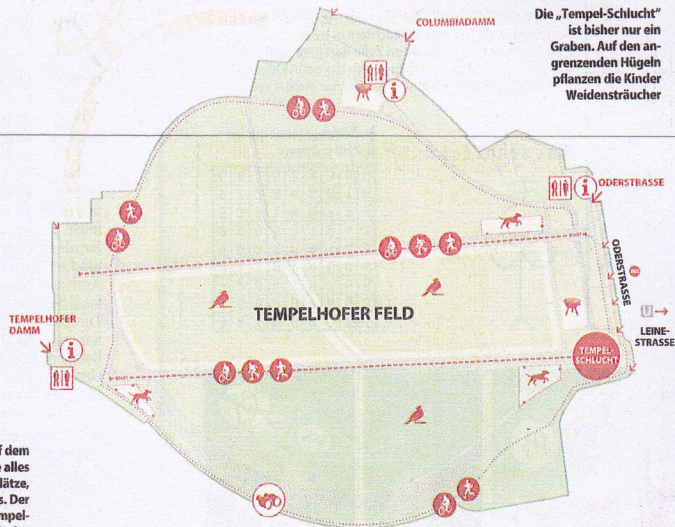 Die „Tempel-Schlucht“
ist bisher nur ein
Graben. Auf den an-
grenzenden Hügeln
pflanzen die Kinder
Weidensträucher
COLUMBIADAMM
i
i
ODERSTRASSE
ODERSTRASSE
U
LEINE-
STRASSE
TEMPELHOFER FELD
TEMPELHOFER
DAMM
i
TEMPEL-
SCHLUCHT
f dem
e alles
lätze,
s. Der
mpel-